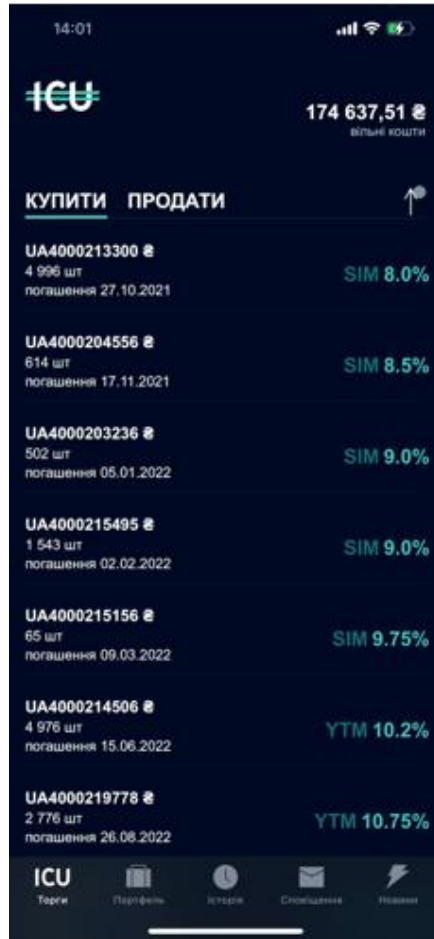 14:01
ICU
174 637,51 ₴
вільні кошти
КУПИТИ ПРОДАТИ
UA4000213300 ₴
4 996 шт
погашення 27.10.2021
SIM 8.0%
UA4000204556 ₴
614 шт
погашення 17.11.2021
SIM 8.5%
UA4000203236 ₴
502 шт
погашення 05.01.2022
SIM 9.0%
UA4000215495 ₴
1 543 шт
погашення 02.02.2022
SIM 9.0%
UA4000215156 ₴
65 шт
погашення 09.03.2022
SIM 9.75%
UA4000214506 ₴
4 976 шт
погашення 15.06.2022
YTM 10.2%
UA4000219778 ₴
2 776 шт
погашення 26.08.2022
YTM 10.75%
ICU
Торги Портфель Історія Сповіщення Новини